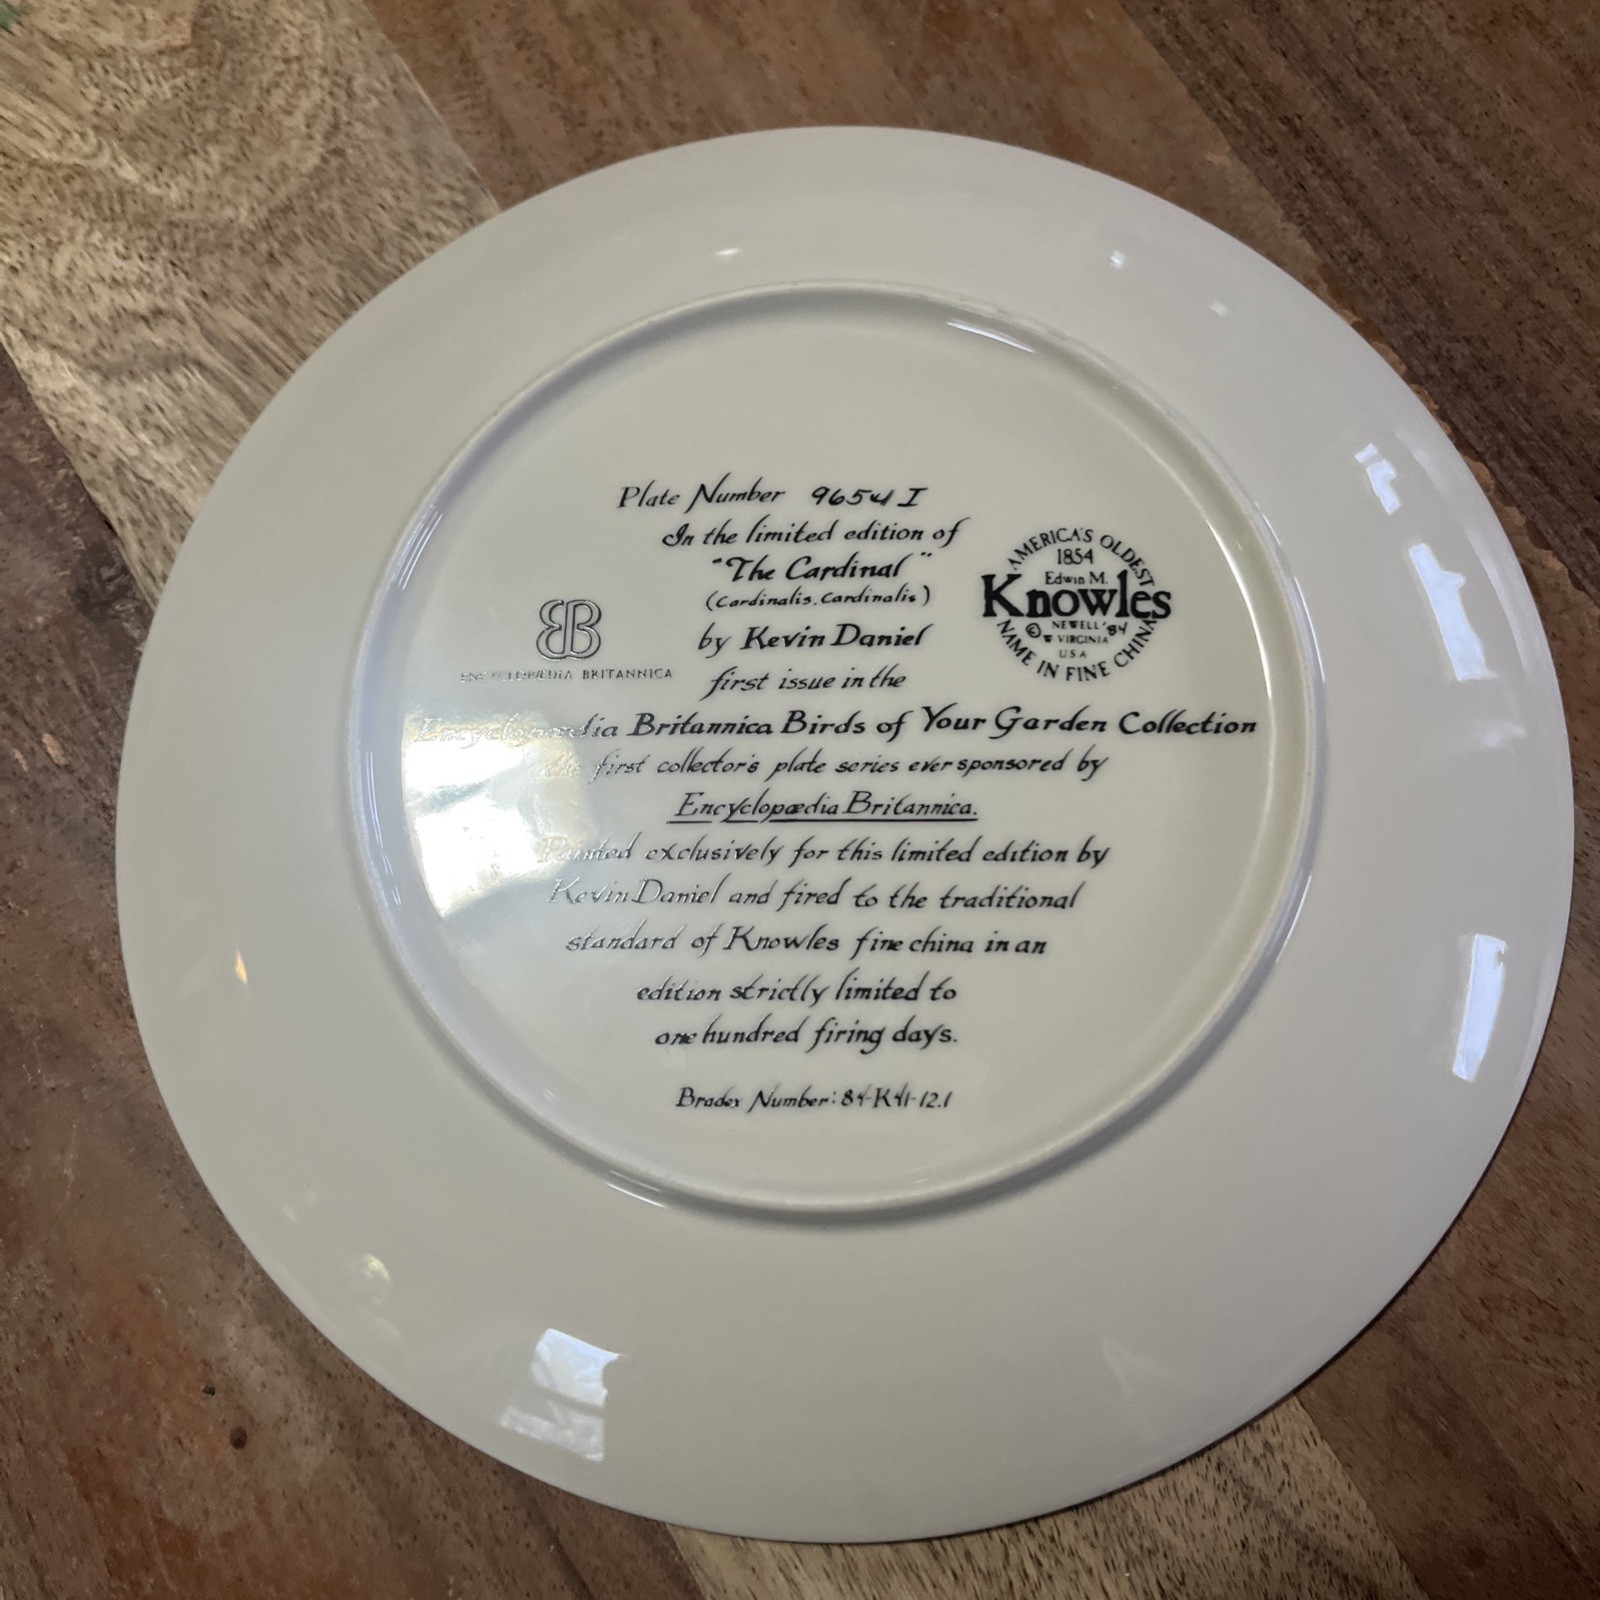 Plate Number 9654 I
In the limited edition of
"The Cardinal"
(Cardinalis. Cardinalis)
by Kevin Daniel
first issue in the
Encyclopædia Britannica Birds of Your Garden Collection
the first collector's plate series ever sponsored by
Encyclopædia Britannica.
Painted exclusively for this limited edition by
Kevin Daniel and fired to the traditional
standard of Knowles fine china in an
edition strictly limited to
one hundred firing days.
Bradex Number: 84-K41-12.1
EB
ENCYCLOPÆDIA BRITANNICA
AMERICA'S OLDEST
1854
Edwin M.
Knowles
© NEWELL '84
W VIRGINIA
USA
NAME IN FINE CHINA